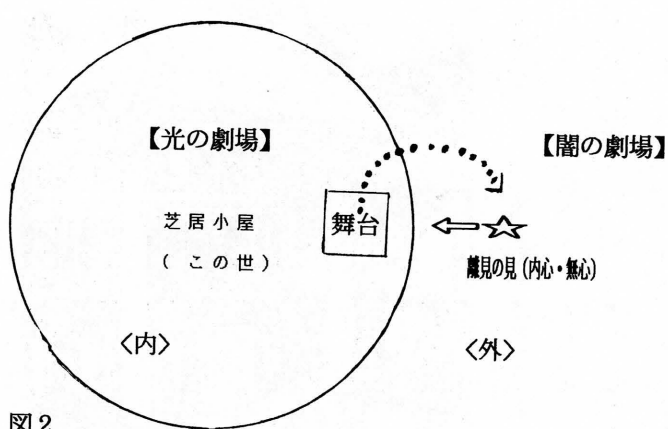 【光の劇場】
【闇の劇場】
芝居小屋
(この世)
舞台
離見の見(内心・無心)
〈内〉
〈外〉
図2